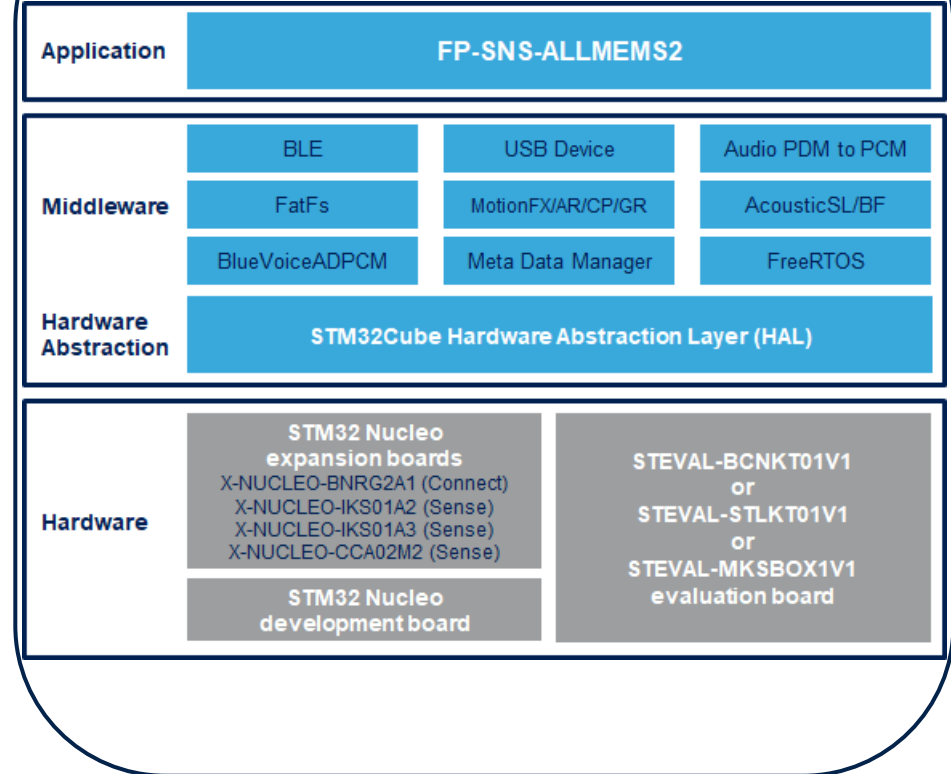 Application
FP-SNS-ALLMEMS2
Middleware
BLE
USB Device
Audio PDM to PCM
FatFs
MotionFX/AR/CP/GR
AcousticSL/BF
BlueVoiceADPCM
Meta Data Manager
FreeRTOS
Hardware
Abstraction
STM32Cube Hardware Abstraction Layer (HAL)
Hardware
STM32 Nucleo
expansion boards
X-NUCLEO-BNRG2A1 (Connect)
X-NUCLEO-IKS01A2 (Sense)
X-NUCLEO-IKS01A3 (Sense)
X-NUCLEO-CCA02M2 (Sense)
STM32 Nucleo
development board
STEVAL-BCNKT01V1
or
STEVAL-STLKT01V1
or
STEVAL-MKSBOX1V1
evaluation board